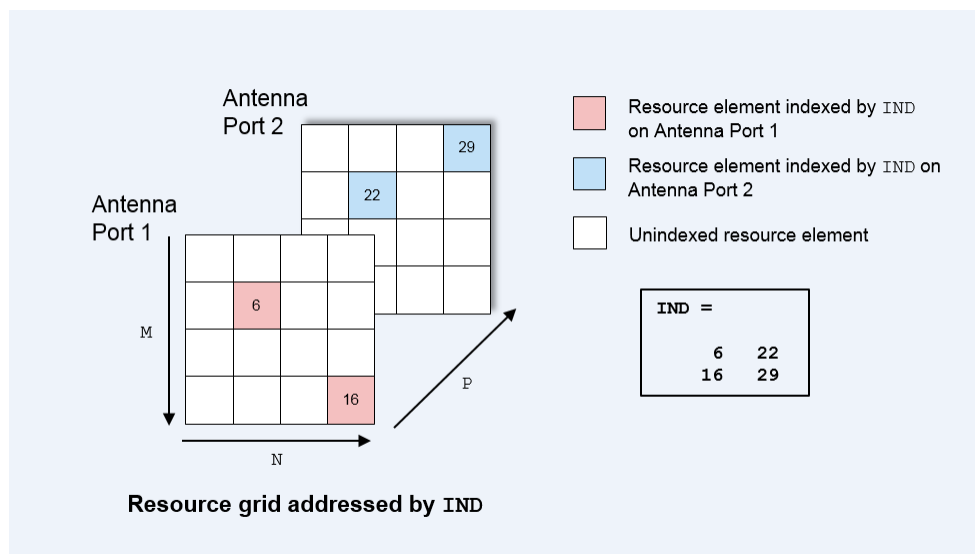 Antenna
Port 2
29
22
Antenna
Port 1
6
16
M
N
P
Resource element indexed by IND
on Antenna Port 1
Resource element indexed by IND on
Antenna Port 2
Unindexed resource element
IND =
6 22
16 29
Resource grid addressed by IND